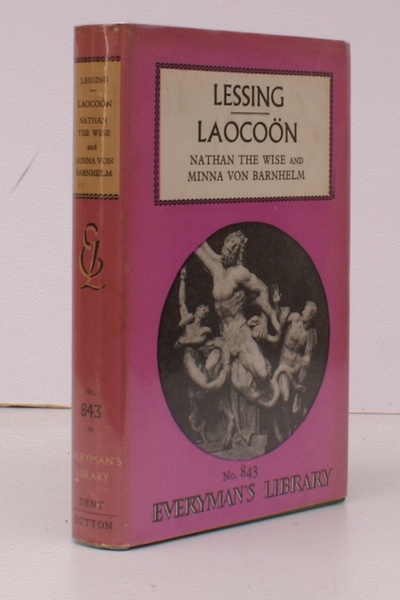 LESSING
LAOCOÖN
NATHAN
THE WISE
and
MINNA VON
BARNHELM
EL
No.
843
EVERYMAN'S
LIBRARY
DENT
DUTTON
LESSING
LAOCOÖN
NATHAN THE WISE AND
MINNA VON BARNHELM
No. 843
EVERYMAN'S LIBRARY